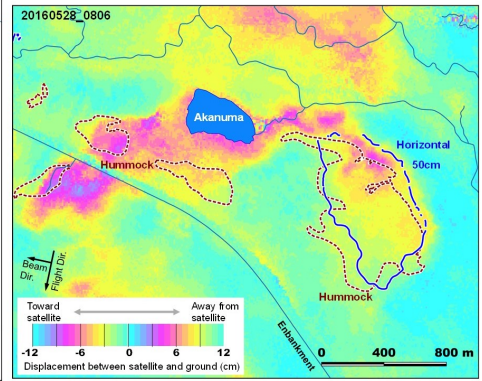 20160528_0806
Akanuma
Horizontal
50cm
Hummock
Beam
Dir.
Flight Dir.
Hummock
Toward
satellite
Away from
satellite
-12 -6 0 6 12
Displacement between satellite and ground (cm)
Enbankment
0 400 800 m